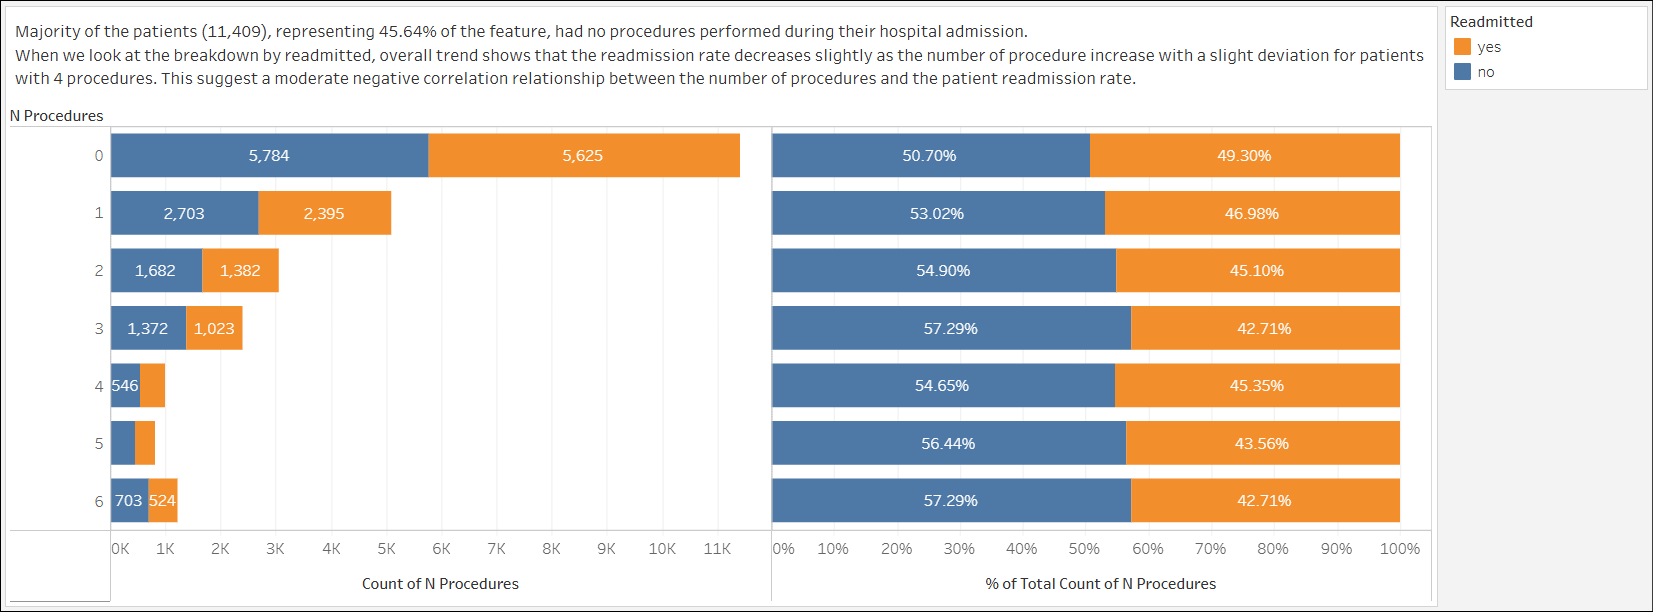 Majority of the patients (11,409), representing 45.64% of the feature, had no procedures performed during their hospital admission.
When we look at the breakdown by readmitted, overall trend shows that the readmission rate decreases slightly as the number of procedure increase with a slight deviation for patients
with 4 procedures. This suggest a moderate negative correlation relationship between the number of procedures and the patient readmission rate.
Readmitted
yes
no
N Procedures
0 5,784 5,625 50.70% 49.30%
1 2,703 2,395 53.02% 46.98%
2 1,682 1,382 54.90% 45.10%
3 1,372 1,023 57.29% 42.71%
4 546 54.65% 45.35%
5 56.44% 43.56%
6 703 524 57.29% 42.71%
0K 1K 2K 3K 4K 5K 6K 7K 8K 9K 10K 11K 0% 10% 20% 30% 40% 50% 60% 70% 80% 90% 100%
Count of N Procedures % of Total Count of N Procedures